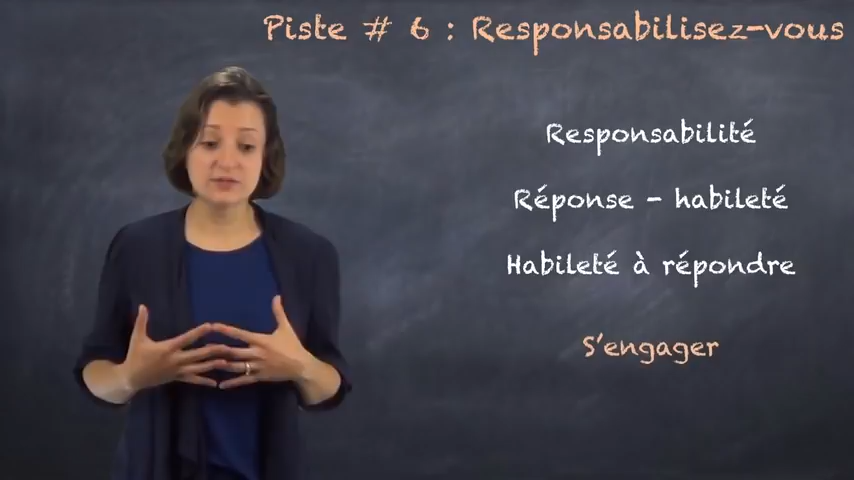 Piste # 6 : Responsabilisez-vous
Responsabilité
Réponse - habileté
Habileté à répondre
S'engager